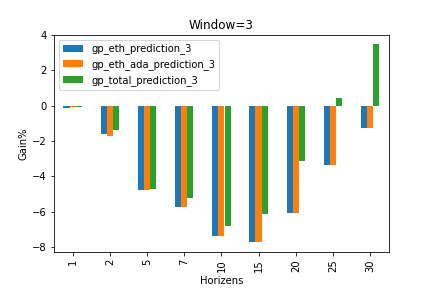 Window=3
gp_eth_prediction_3
gp_eth_ada_prediction_3
gp_total_prediction_3
Gain%
4
2
0
−2
−4
−6
−8
1 2 5 7 10 15 20 25 30
Horizens